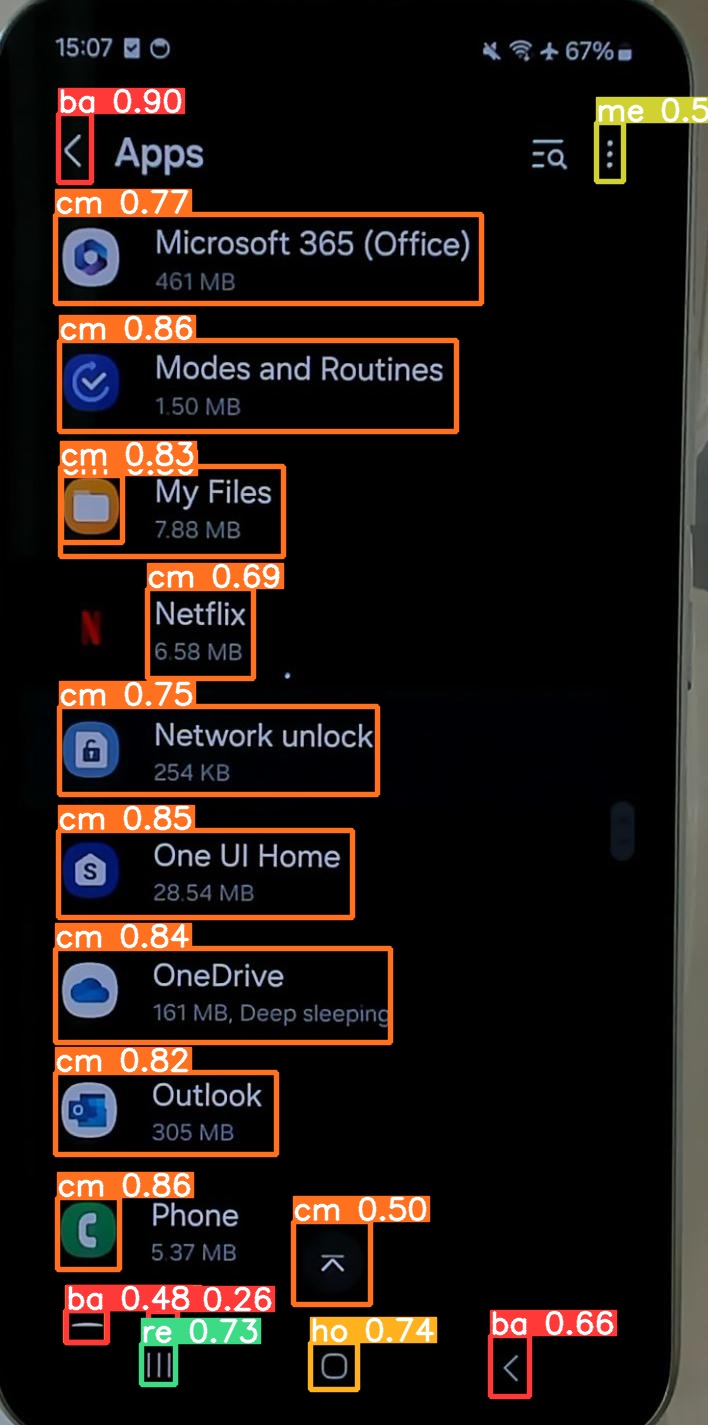 15:07 67%
ba 0.90
me 0.5
Apps
cm 0.77
Microsoft 365 (Office)
461 MB
cm 0.86
Modes and Routines
1.50 MB
cm 0.83
My Files
7.88 MB
cm 0.69
N
Netflix
6.58 MB
cm 0.75
Network unlock
254 KB
cm 0.85
S
One UI Home
28.54 MB
cm 0.84
OneDrive
161 MB, Deep sleeping
cm 0.82
Outlook
305 MB
cm 0.86
Phone
5.37 MB
cm 0.50
ba 0.48 0.26
re 0.73
ho 0.74
ba 0.66